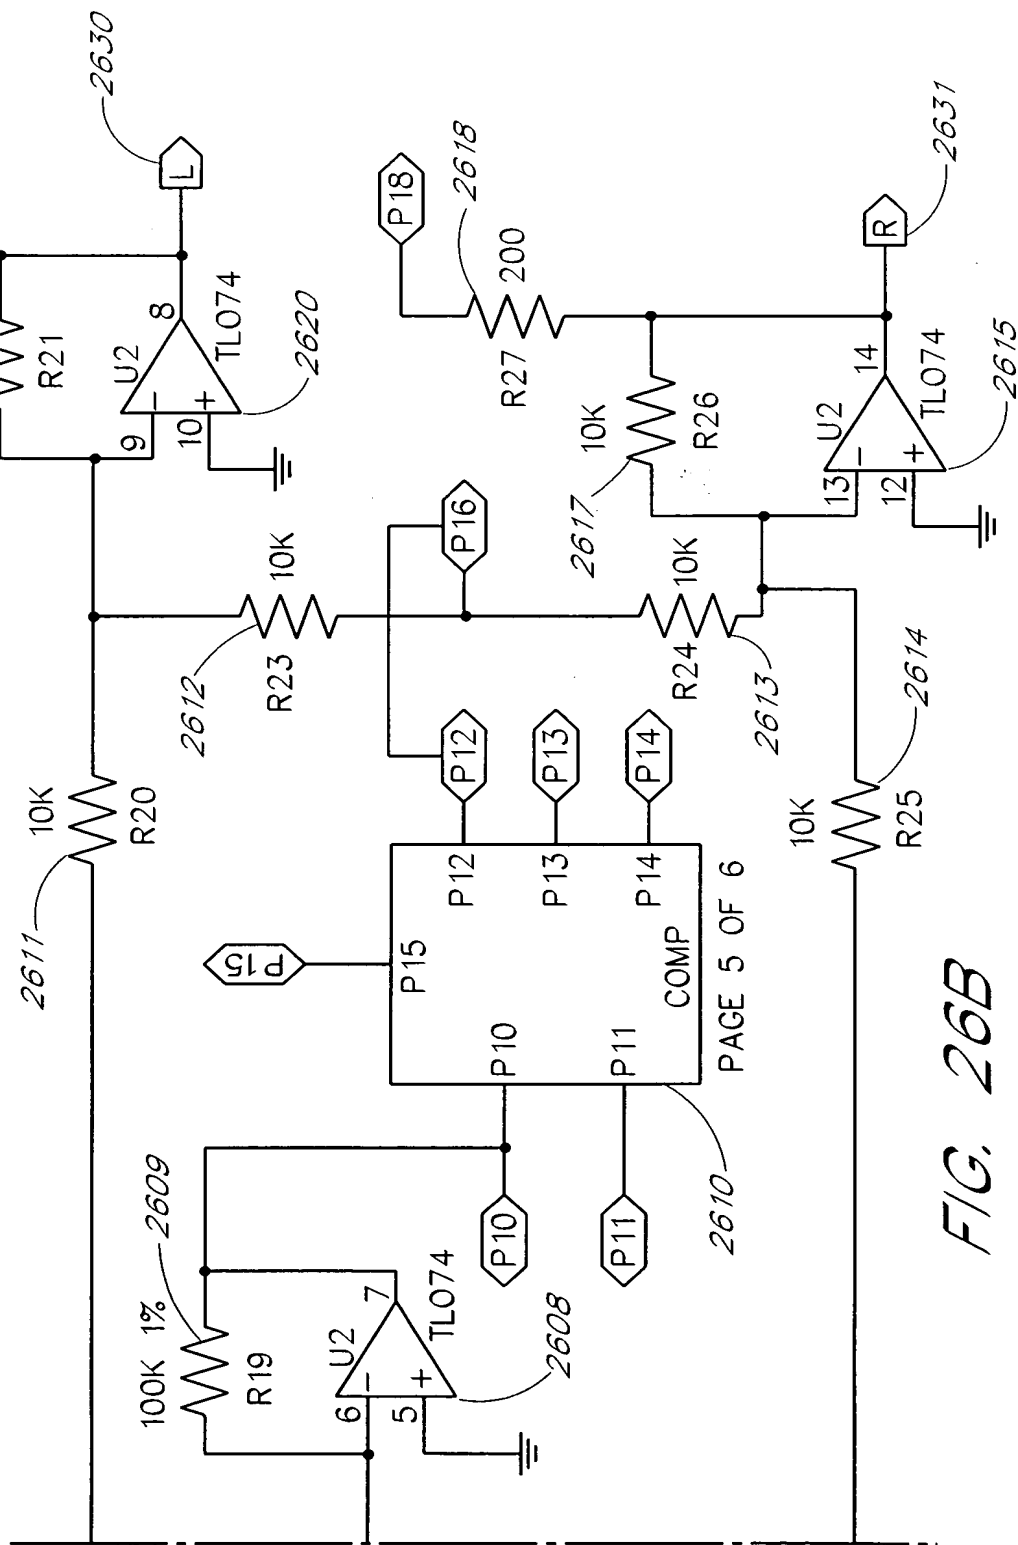 2630
L
R21
8
U2
TL074
9
10
2620
P18
2618
200
R27
10K
R26
2617
R
2631
14
U2
TL074
13
12
2615
P16
10K
R23
2612
10K
R24
2613
10K
R20
2611
P12
P13
P14
P15
P15
P12
P13
P14
P10
P11
COMP
PAGE 5 OF 6
2614
10K
R25
2609
100K 1%
R19
7
U2
TL074
6
5
2608
P10
P11
2610
FIG. 26B